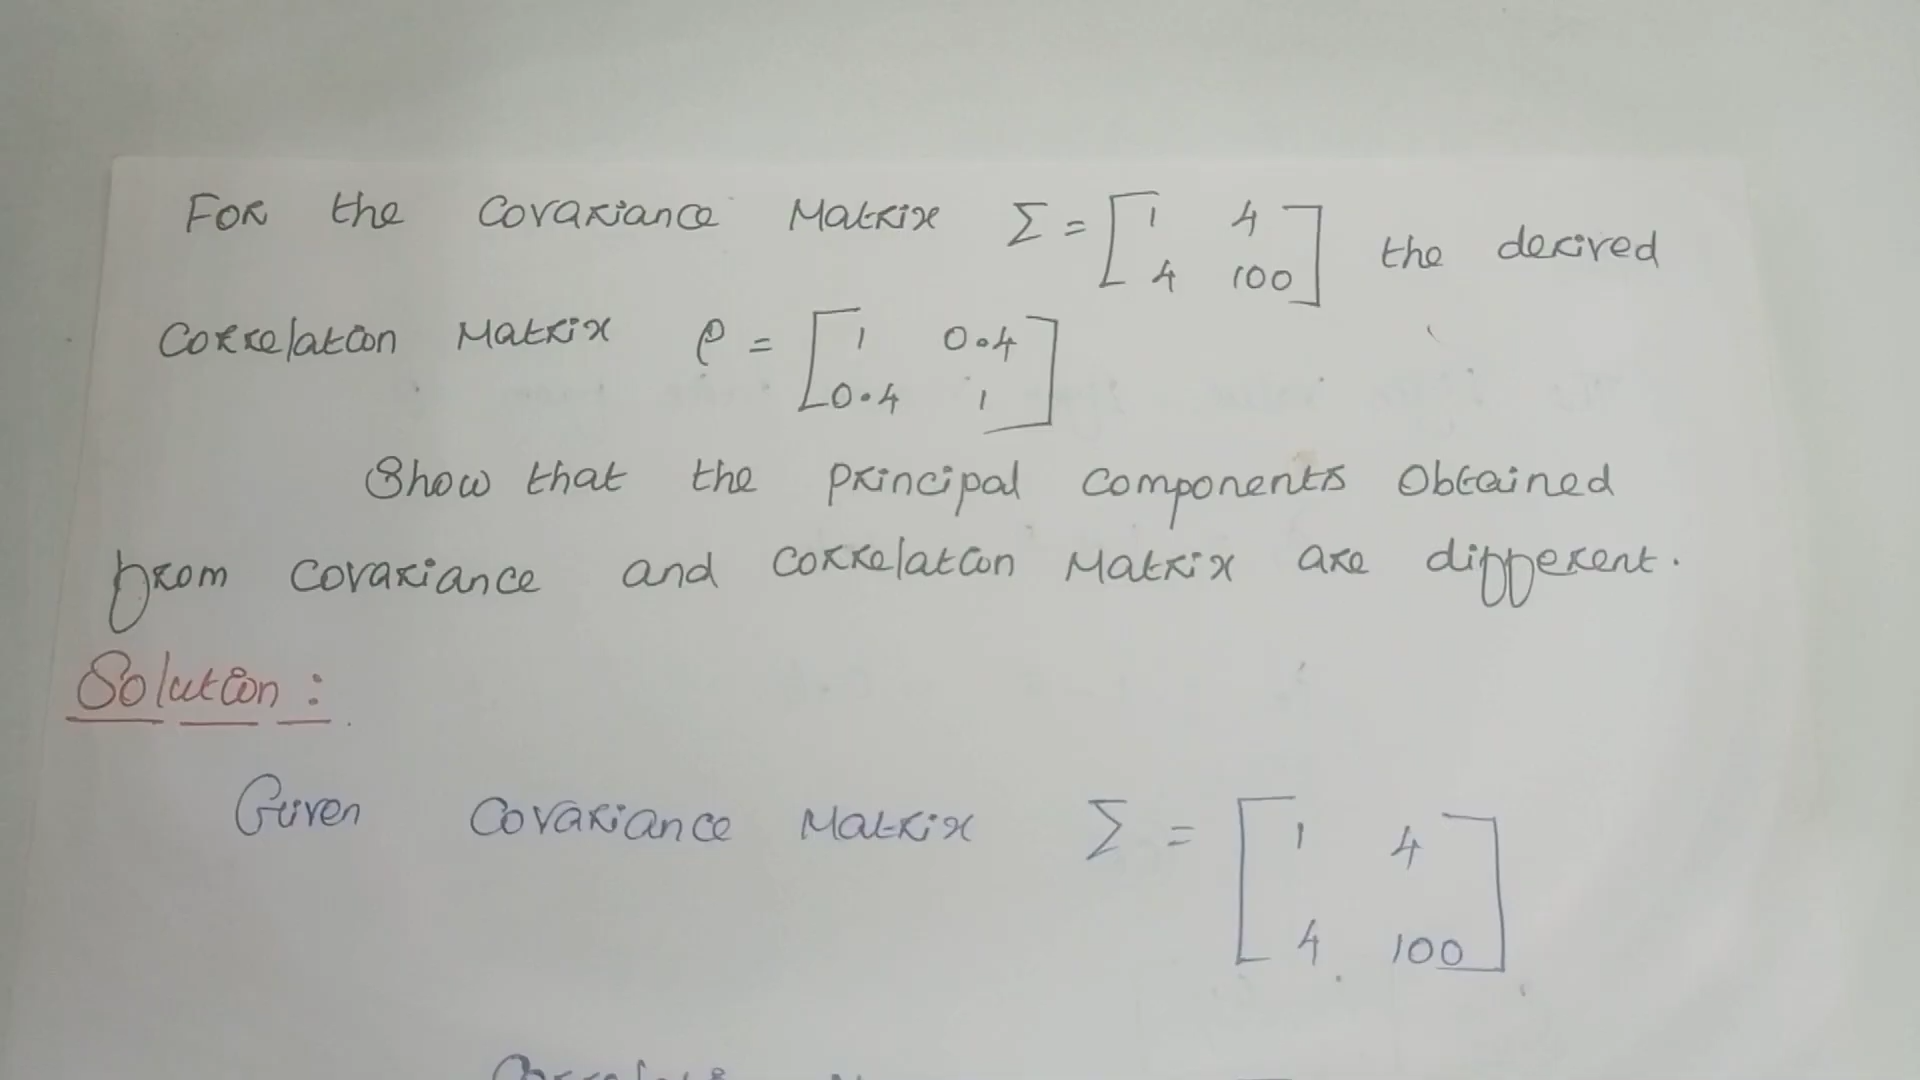 For the Covariance Matrix Σ = [1 4 4 100] the derived
Correlation Matrix ρ = [1 0.4 0.4 1]
Show that the principal components obtained
from covariance and correlation Matrix are different.
Solution :
Given Covariance Matrix Σ = [1 4 4 100]